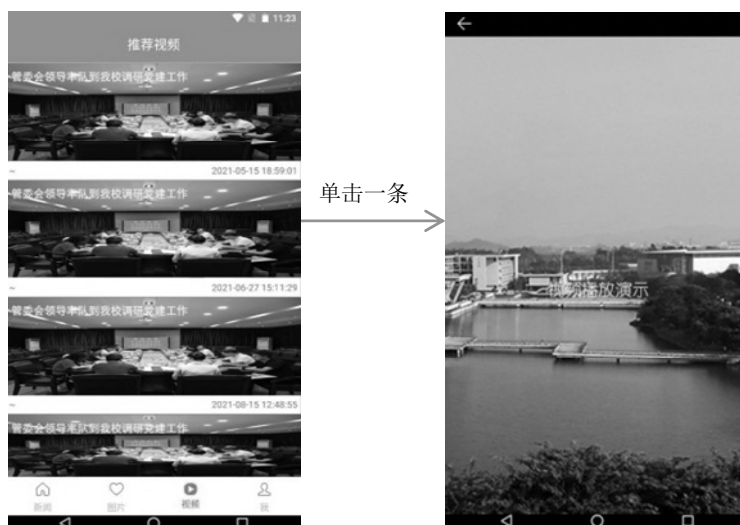 11:23
推荐视频
管委会领导率队到我校调研党建工作
~
2021-05-15 18:59:01
管委会领导率队到我校调研党建工作
~
2021-06-27 15:11:29
管委会领导率队到我校调研党建工作
~
2021-08-15 12:48:55
管委会领导率队到我校调研党建工作
新闻
图片
视频
我
单击一条
视频播放演示